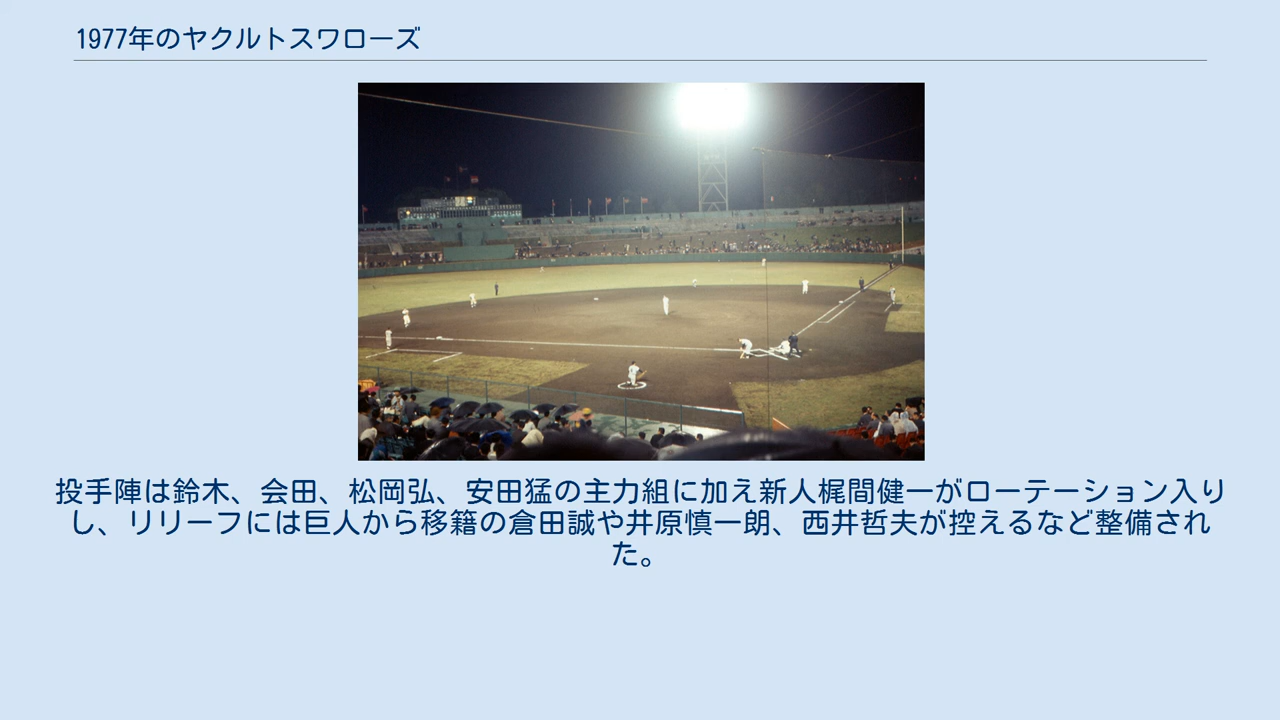 1977年のヤクルトスワローズ
投手陣は鈴木、会田、松岡弘、安田猛の主力組に加え新人梶間健一がローテーション入り
し、リリーフには巨人から移籍の倉田誠や井原慎一朗、西井哲夫が控えるなど整備され
た。